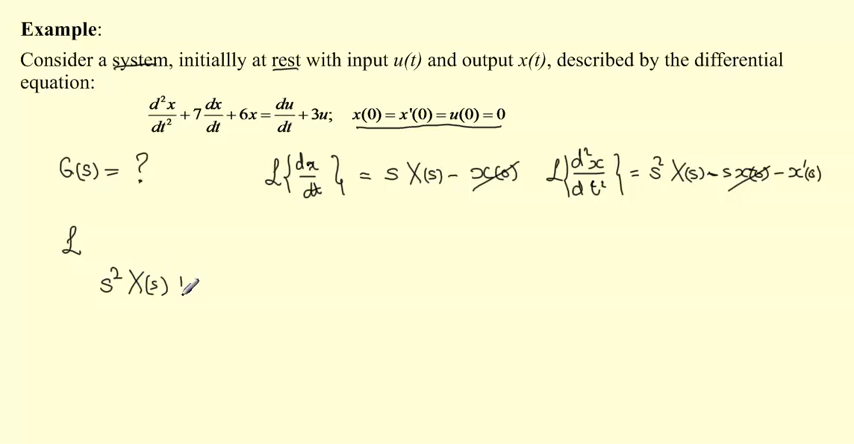 Example:
Consider a system, initiallly at rest with input u(t) and output x(t), described by the differential
equation:
d²x/dt² + 7 dx/dt + 6x = du/dt + 3u; x(0) = x'(0) = u(0) = 0
G(s) = ? ℒ{dx/dt} = s X(s) - x(0) ℒ{d²x/dt²} = s² X(s) - s x(0) - x'(0)
ℒ
s² X(s)